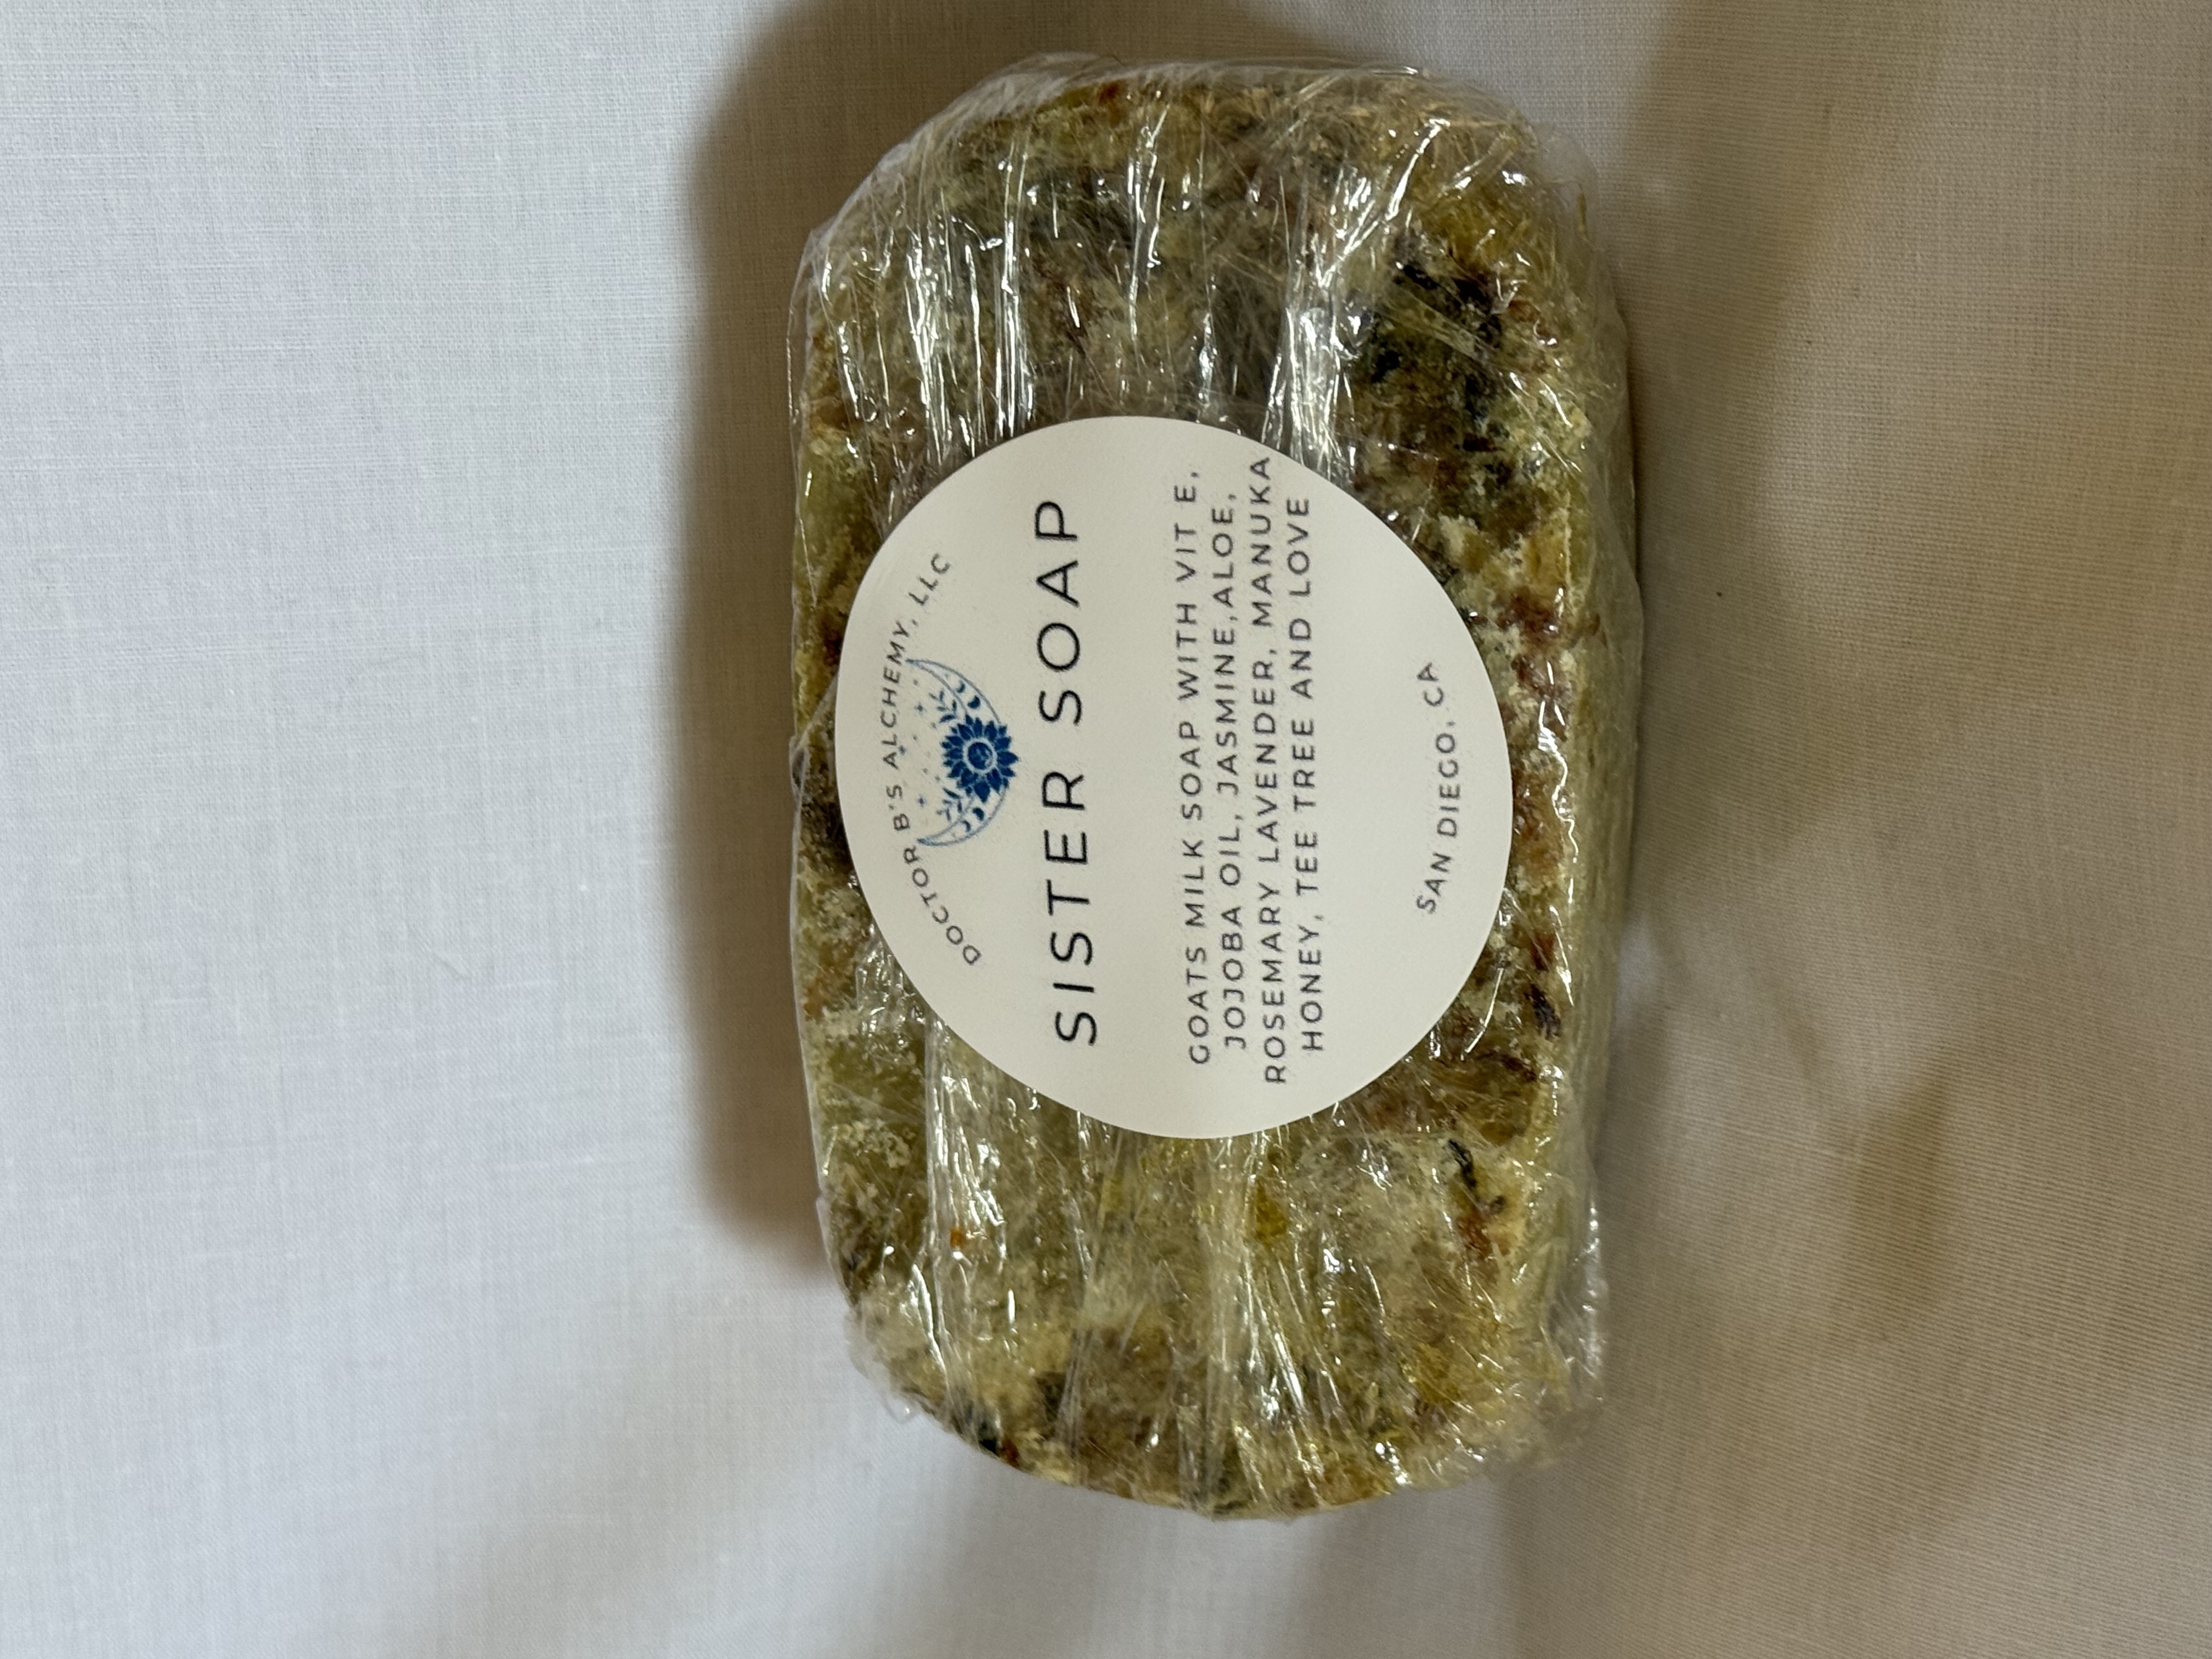 DOCTOR B'S ALCHEMY, LLC
SISTER SOAP
GOATS MILK SOAP WITH VIT E,
JOJOBA OIL, JASMINE,ALOE,
ROSEMARY LAVENDER, MANUKA
HONEY, TEE TREE AND LOVE
SAN DIEGO, CA